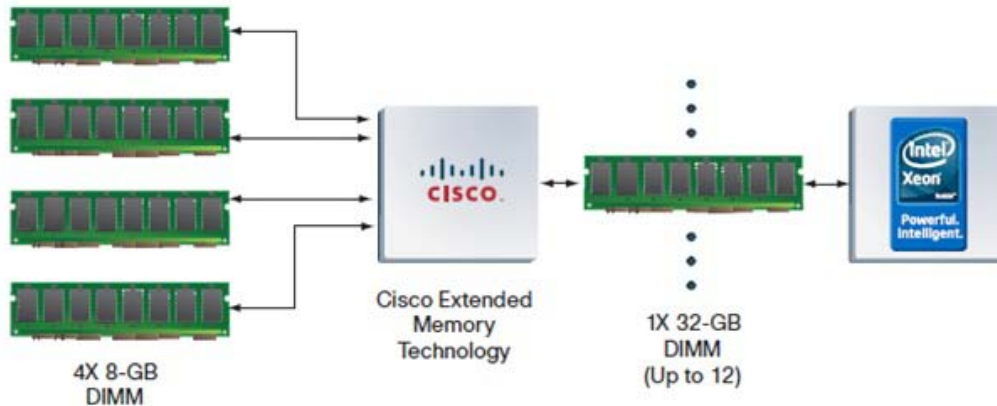 4X 8-GB
DIMM
CISCO.
Cisco Extended
Memory
Technology
1X 32-GB
DIMM
(Up to 12)
intel
Xeon
Powerful.
Intelligent.